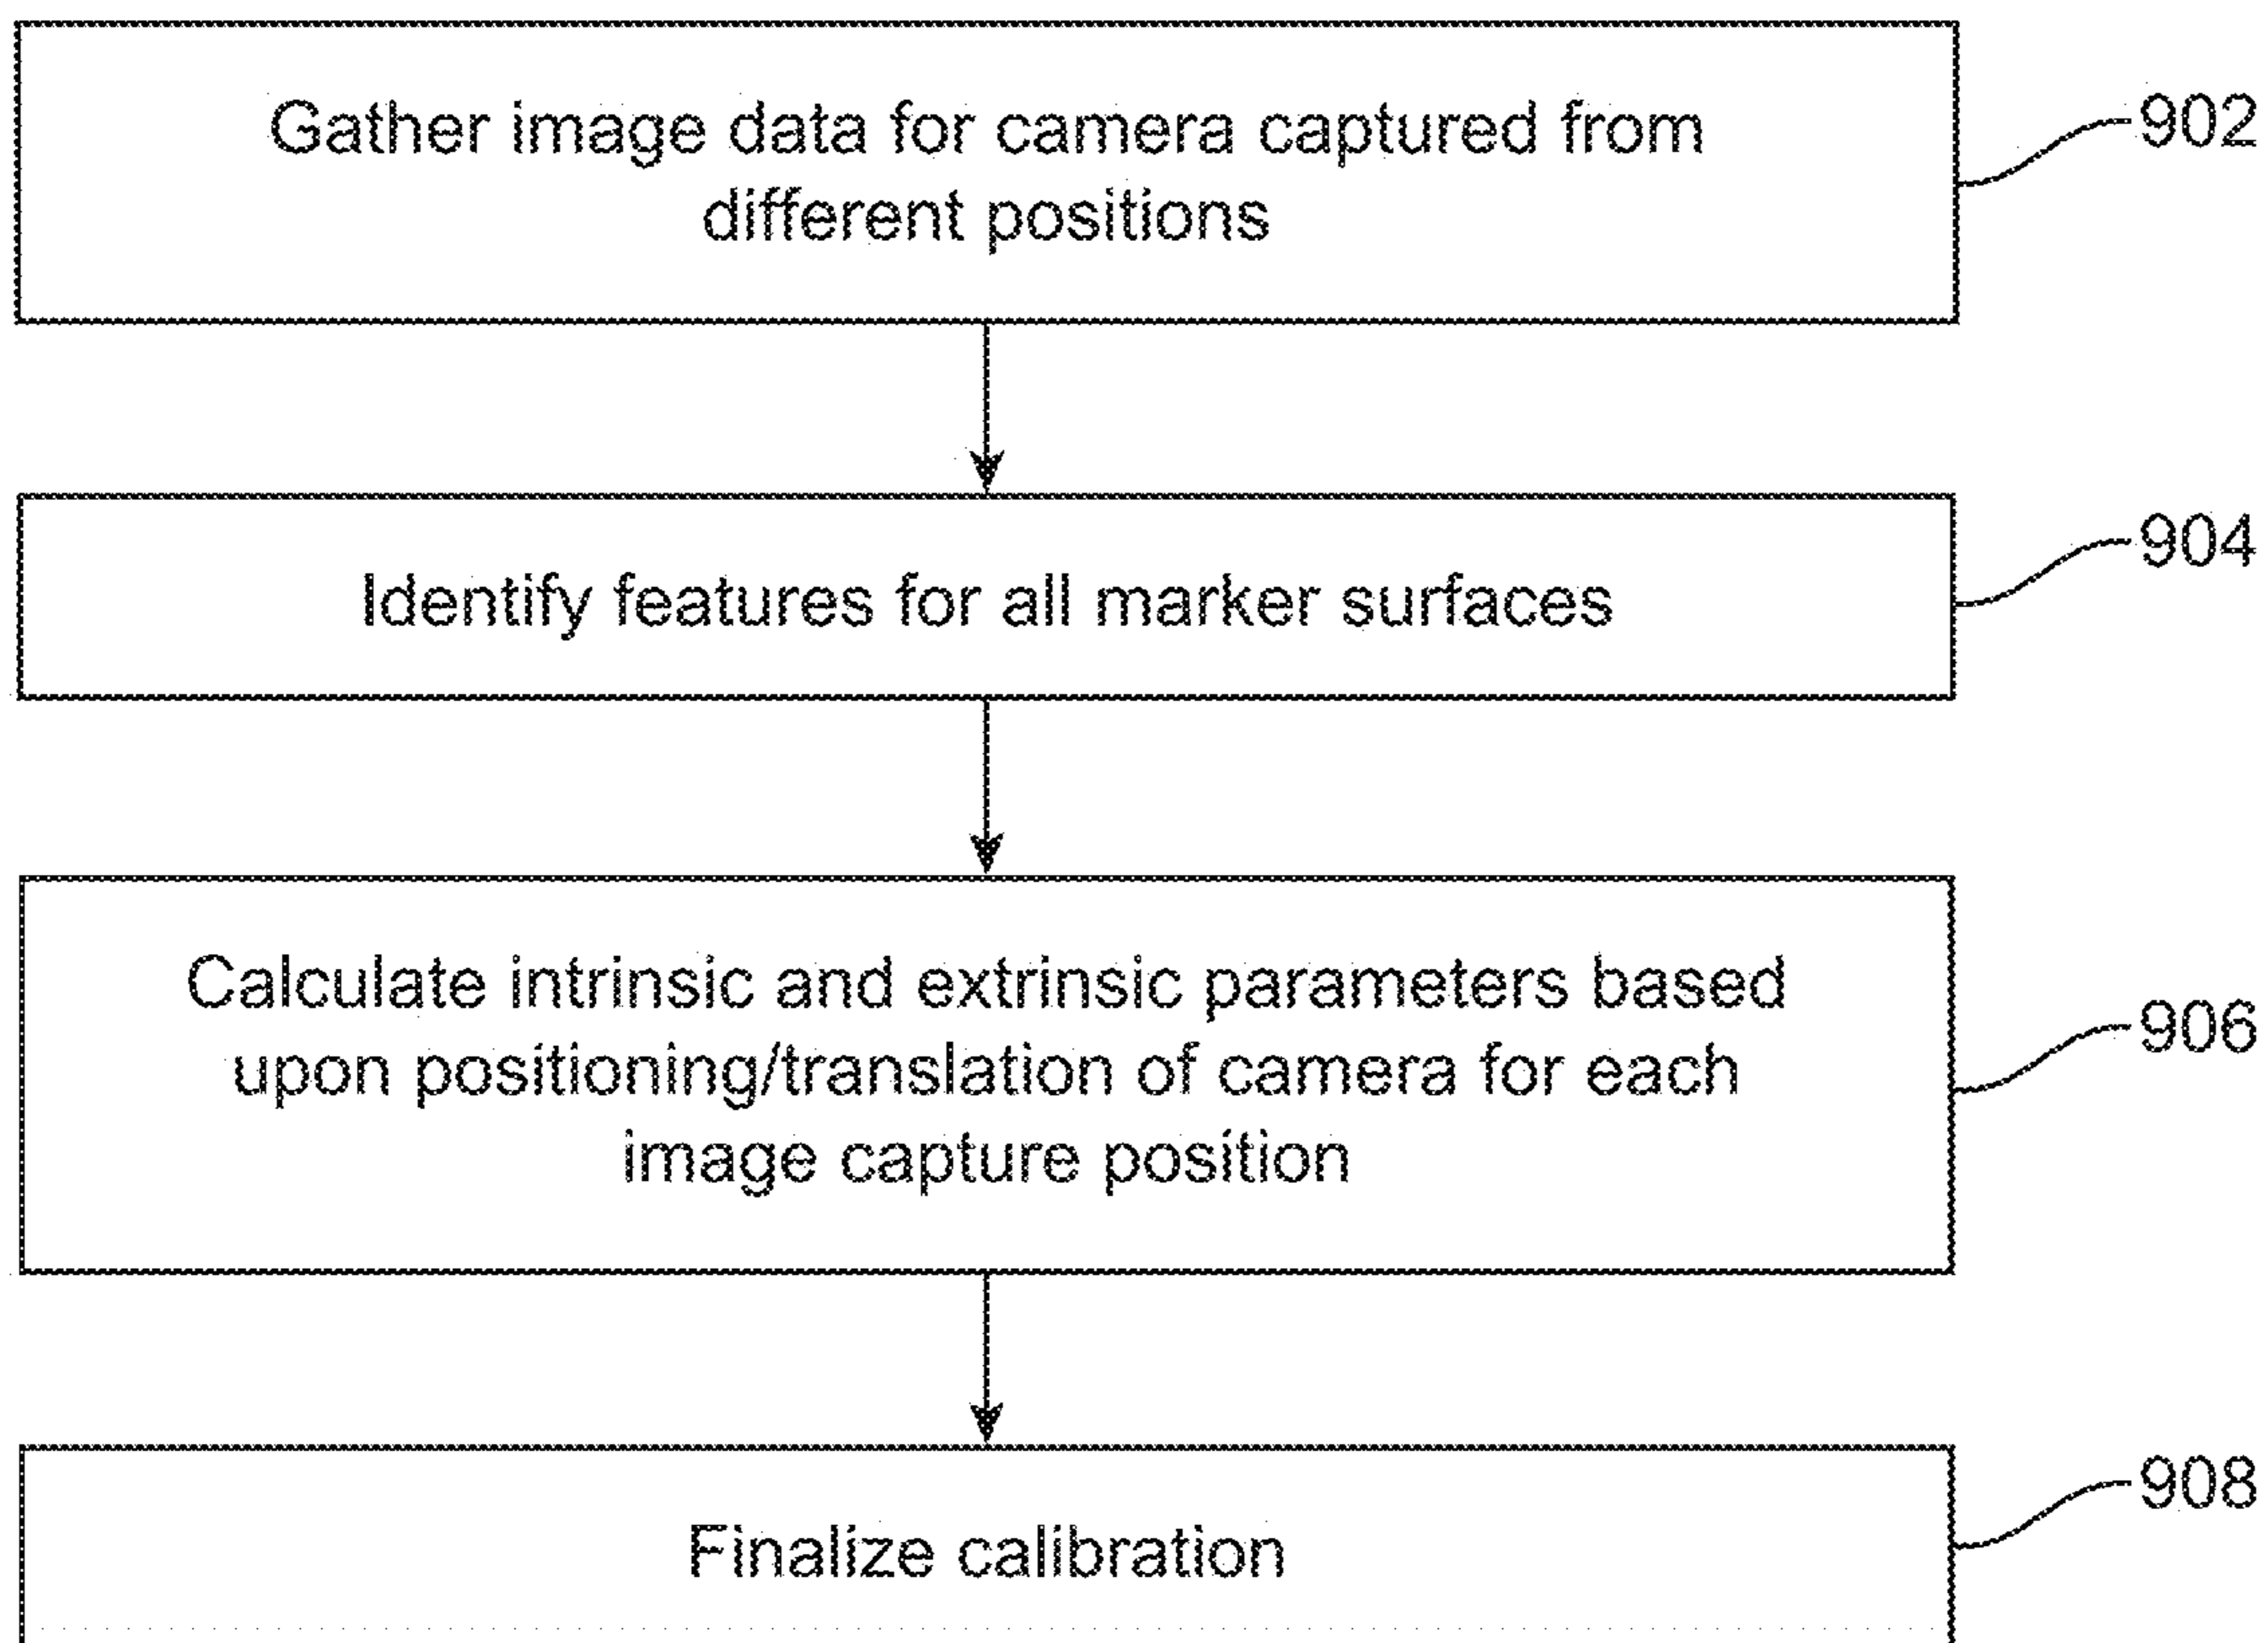 Gather image data for camera captured from
different positions
902
Identify features for all marker surfaces
904
Calculate intrinsic and extrinsic parameters based
upon positioning/translation of camera for each
image capture position
906
Finalize calibration
908